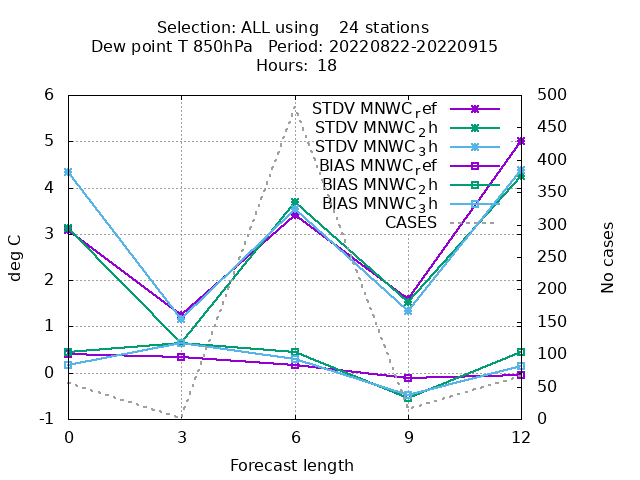 Selection: ALL using    24 stations
Dew point T 850hPa   Period: 20220822-20220915
Hours: 18
6 500
STDV MNWC_ref
450
5 STDV MNWC_2h
400
STDV MNWC_3h
BIAS MNWC_ref
350
4 BIAS MNWC_2h
BIAS MNWC_3h
300
CASES
3
250
deg C
No cases
2 200
150
1
100
0
50
-1 0
0 3 6 9 12
Forecast length